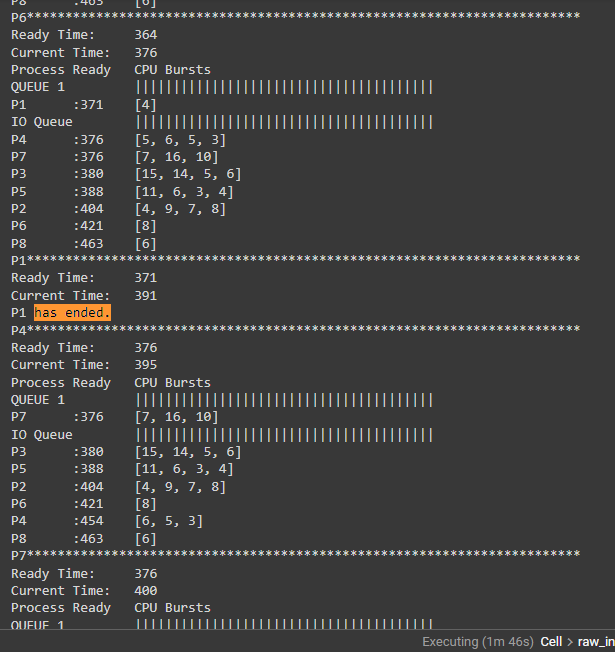 P8      :463    [6]
P6***********************************************************************
Ready Time:     364
Current Time:   376
Process Ready   CPU Bursts
QUEUE 1         |||||||||||||||||||||||||||||||||||||||
P1      :371    [4]
IO Queue        |||||||||||||||||||||||||||||||||||||||
P4      :376    [5, 6, 5, 3]
P7      :376    [7, 16, 10]
P3      :380    [15, 14, 5, 6]
P5      :388    [11, 6, 3, 4]
P2      :404    [4, 9, 7, 8]
P6      :421    [8]
P8      :463    [6]
P1***********************************************************************
Ready Time:     371
Current Time:   391
P1 has ended.
P4***********************************************************************
Ready Time:     376
Current Time:   395
Process Ready   CPU Bursts
QUEUE 1         |||||||||||||||||||||||||||||||||||||||
P7      :376    [7, 16, 10]
IO Queue        |||||||||||||||||||||||||||||||||||||||
P3      :380    [15, 14, 5, 6]
P5      :388    [11, 6, 3, 4]
P2      :404    [4, 9, 7, 8]
P6      :421    [8]
P4      :454    [6, 5, 3]
P8      :463    [6]
P7***********************************************************************
Ready Time:     376
Current Time:   400
Process Ready   CPU Bursts
QUEUE 1         |||||||||||||||||||||||||||||||||||||||
Executing (1m 46s) Cell > raw_in